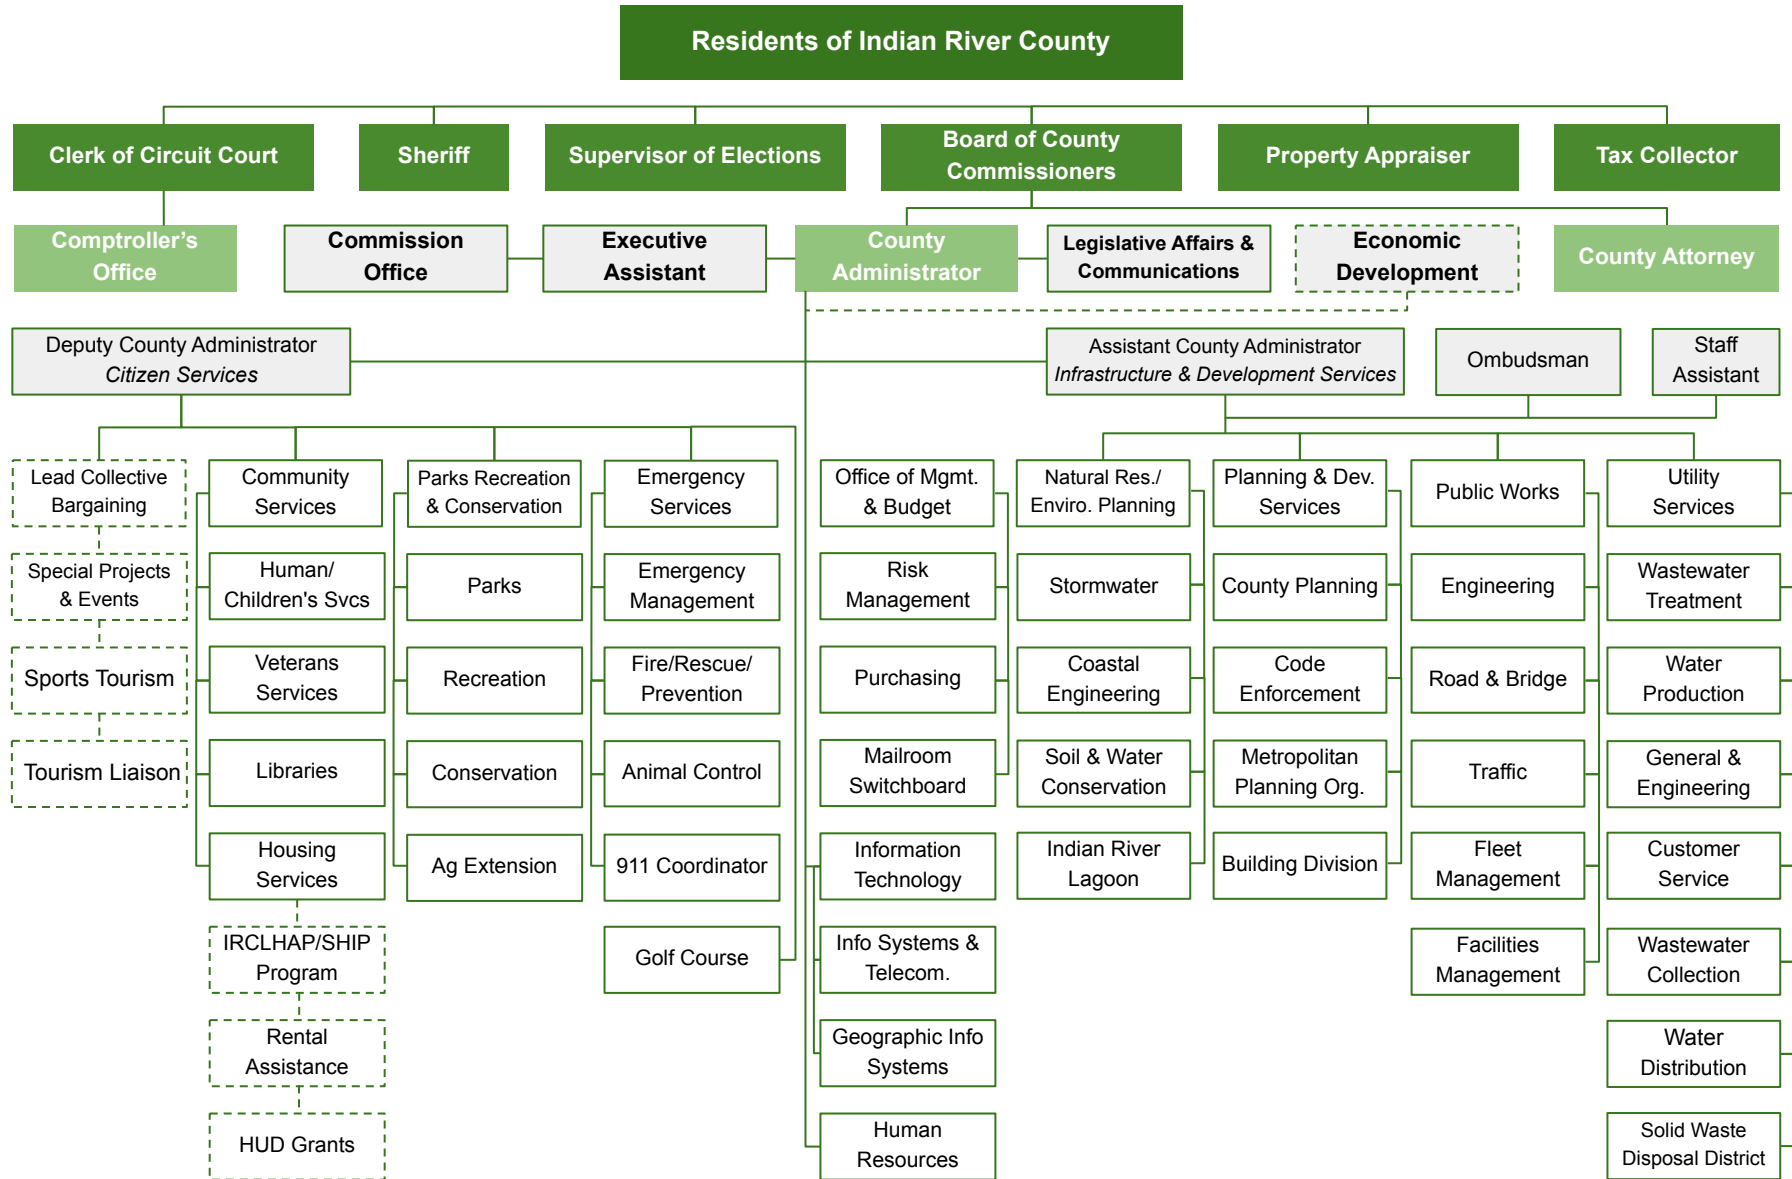 Residents of Indian River County
Clerk of Circuit Court
Sheriff
Supervisor of Elections
Board of County
Commissioners
Property Appraiser
Tax Collector
Comptroller’s
Office
Commission
Office
Executive
Assistant
County
Administrator
Legislative Affairs &
Communications
Economic
Development
County Attorney
Deputy County Administrator
Citizen Services
Assistant County Administrator
Infrastructure & Development Services
Ombudsman
Staff
Assistant
Lead Collective
Bargaining
Special Projects
& Events
Sports Tourism
Tourism Liaison
Community
Services
Human/
Children's Svcs
Veterans
Services
Libraries
Housing
Services
IRCLHAP/SHIP
Program
Rental
Assistance
HUD Grants
Parks Recreation
& Conservation
Parks
Recreation
Conservation
Ag Extension
Emergency
Services
Emergency
Management
Fire/Rescue/
Prevention
Animal Control
911 Coordinator
Golf Course
Office of Mgmt.
& Budget
Risk
Management
Purchasing
Mailroom
Switchboard
Information
Technology
Info Systems &
Telecom.
Geographic Info
Systems
Human
Resources
Natural Res./
Enviro. Planning
Stormwater
Coastal
Engineering
Soil & Water
Conservation
Indian River
Lagoon
Planning & Dev.
Services
County Planning
Code
Enforcement
Metropolitan
Planning Org.
Building Division
Public Works
Engineering
Road & Bridge
Traffic
Fleet
Management
Facilities
Management
Utility
Services
Wastewater
Treatment
Water
Production
General &
Engineering
Customer
Service
Wastewater
Collection
Water
Distribution
Solid Waste
Disposal District